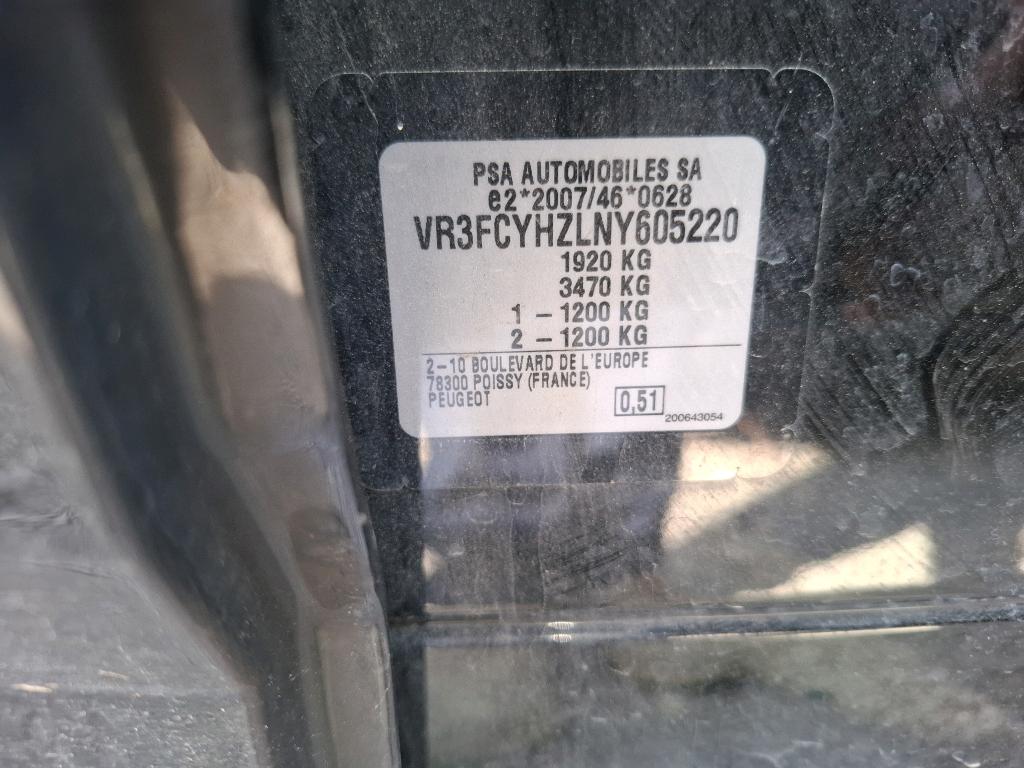 PSA AUTOMOBILES SA
e2*2007/46*0628
VR3FCYHZLNY605220
1920 KG
3470 KG
1 - 1200 KG
2 - 1200 KG
2-10 BOULEVARD DE L'EUROPE
78300 POISSY (FRANCE)
PEUGEOT
0,51
200643054